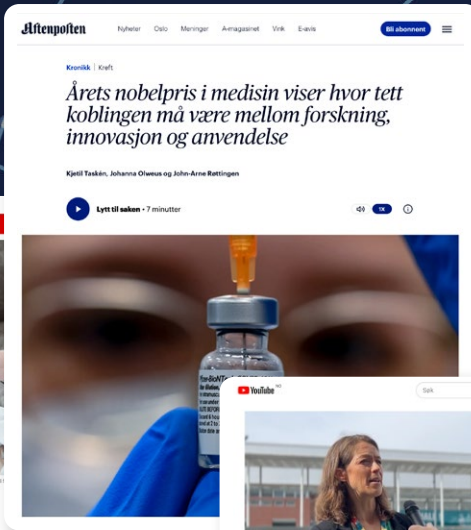 Aftenposten
Nyheter Oslo Meninger A-magasinet Vink E-avis
Bli abonnent
Kronikk | Kreft
Årets nobelpris i medisin viser hvor tett
koblingen må være mellom forskning,
innovasjon og anvendelse
Kjetil Taskén, Johanna Olweus og John-Arne Røttingen
Lytt til saken • 7 minutter
1X
YouTube NO
Søk